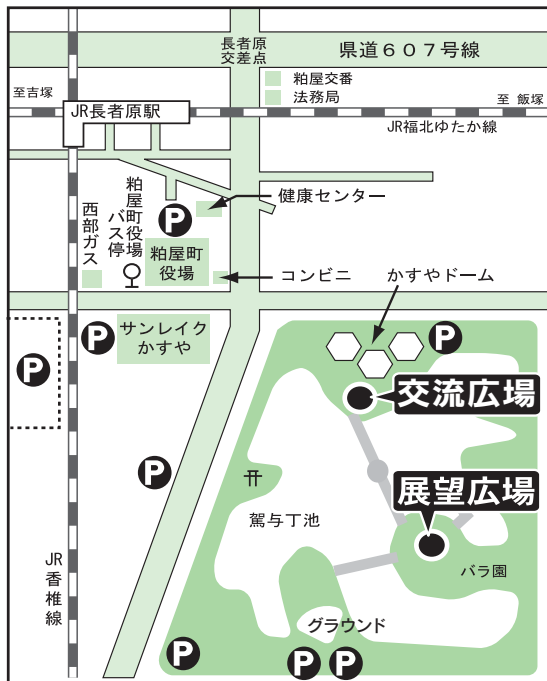 長者原
交差点
県道607号線
粕屋交番
法務局
至吉塚
至 飯塚
JR長者原駅
JR福北ゆたか線
西部ガス
粕屋町役場
バス停
P
健康センター
粕屋町
役場
コンビニ
かすやドーム
サンレイク
かすや
P
P
P
交流広場
P
展望広場
駕与丁池
バラ園
JR香椎線
グラウンド
P
P
P